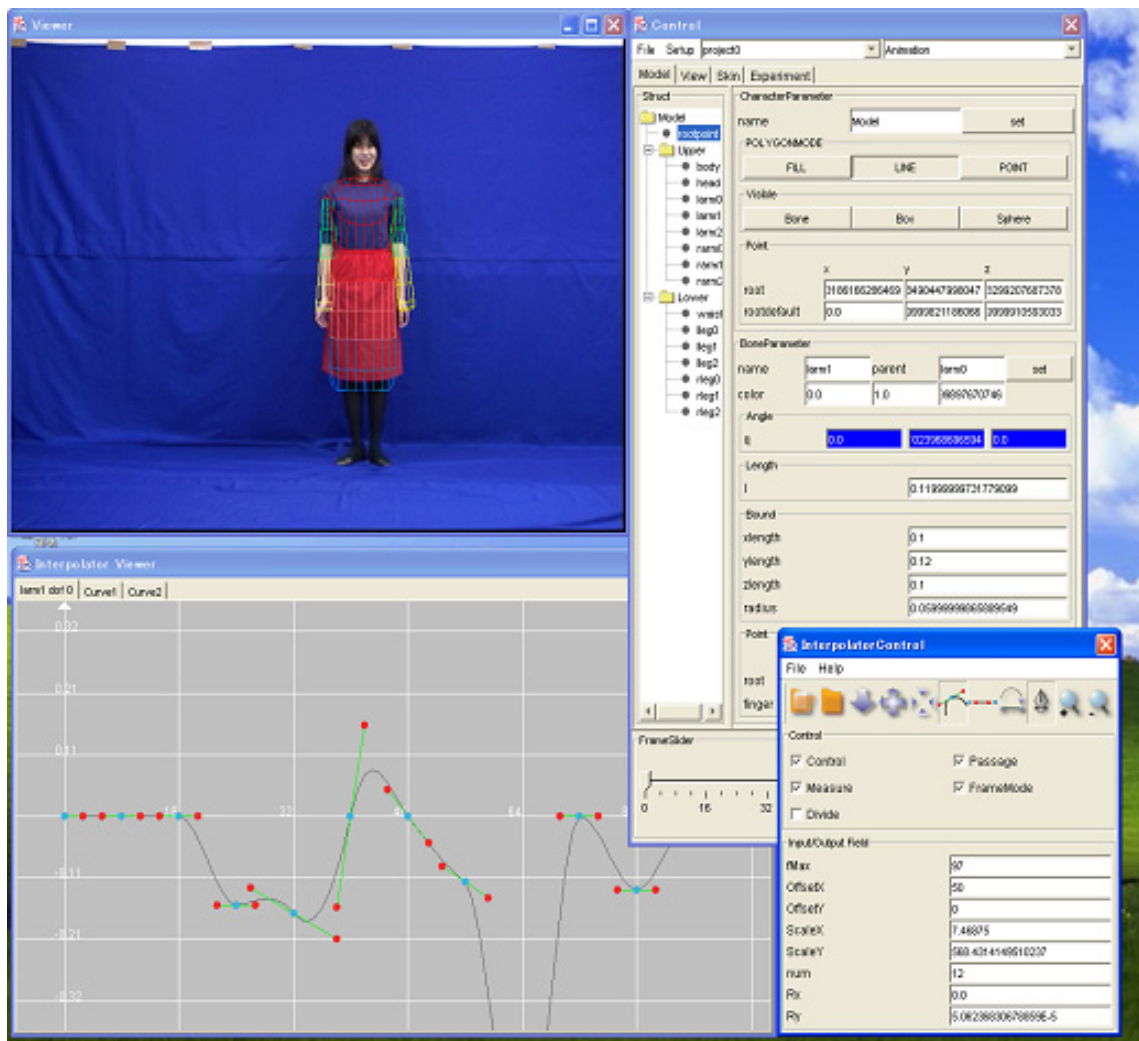 Viewer
Control
File Setup project0 Animation
Model View Skin Experiment
Struct
Model
rootpoint
Upper
body
head
larm0
larm1
larm2
rarm0
rarm1
Lower
waist
lleg0
lleg1
lleg2
rleg0
rleg1
rleg2
CharacterParameter
name Model set
POLYGONMODE
FILL LINE POINT
Visible
Bone Box Sphere
Point
x y z
root
rootdefault 0.0
BoneParameter
name larm1 parent larm0 set
color 0.0 1.0
Angle
q 0.0 0.0
Length
l
Bound
xlength 0.1
ylength 0.12
zlength 0.1
radius
Point
root
finger
FrameSlider
0 16 32
Interpolator Viewer
larm1 dof 0 Curve1 Curve2
0.32
0.21
0.11
16 32 48 64
-0.11
-0.21
-0.32
InterpolatorControl
File Help
Control
Control Passage
Measure FrameMode
Divide
Input/Output Field
fMax 97
OffsetX 50
OffsetY 0
ScaleX 7.46875
ScaleY
num 12
Rx 0.0
Ry